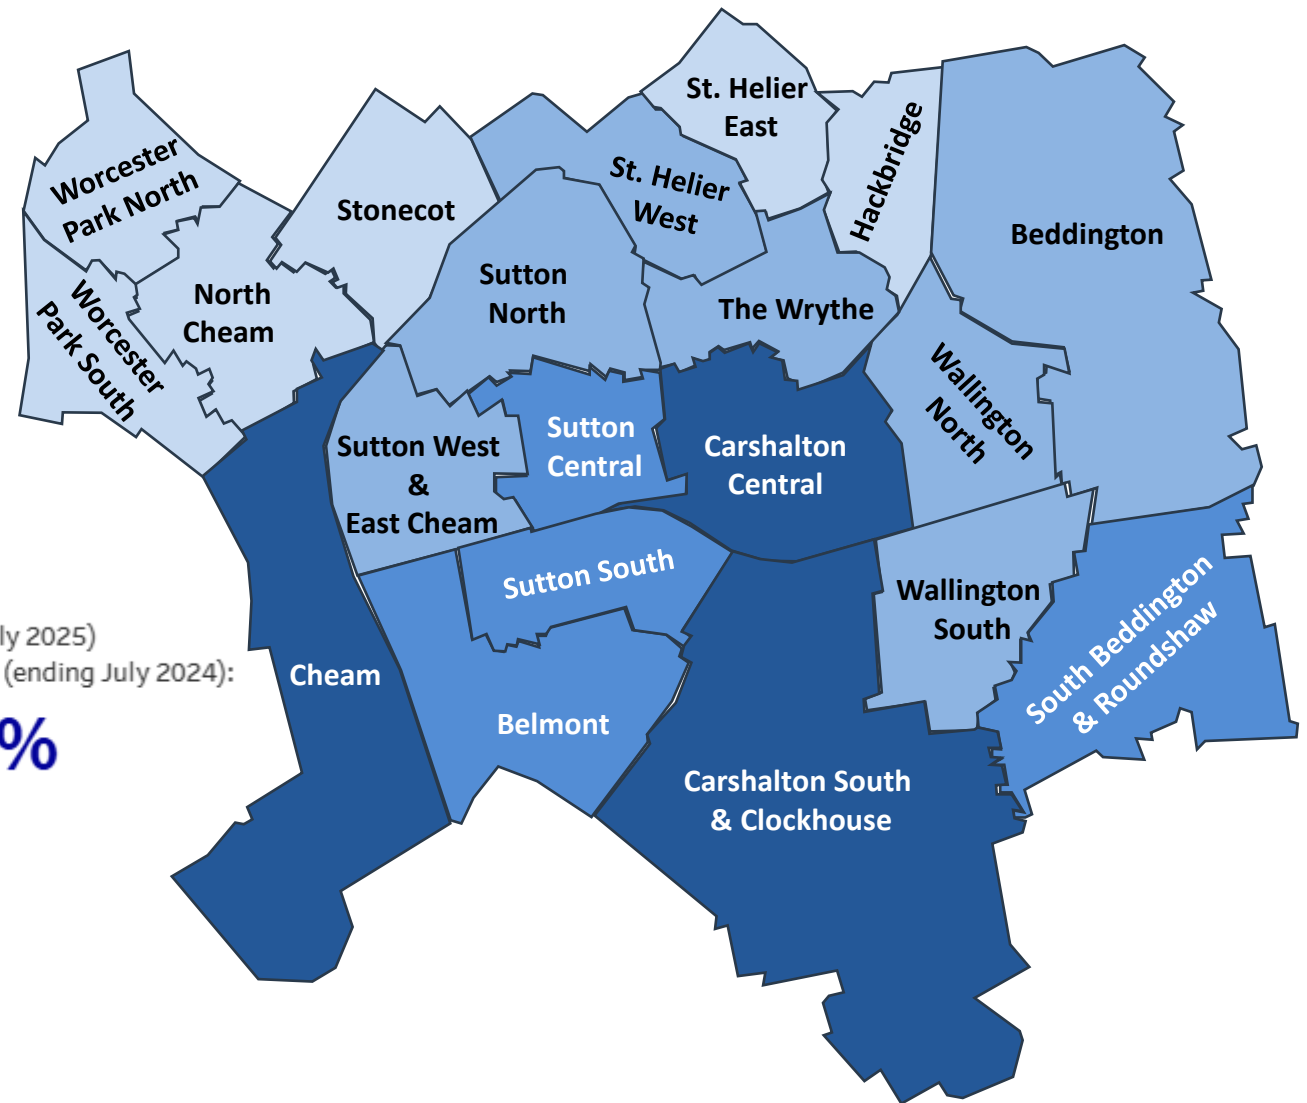 St. Helier
East
Hackbridge
Worcester
Park North
St. Helier
West
Stonecot
Beddington
Sutton
North
North
Cheam
The Wrythe
Worcester
Park South
Wallington
North
Sutton
Central
Sutton West
&
East Cheam
Carshalton
Central
Sutton South
Wallington
South
South Beddington
& Roundshaw
ly 2025)
(ending July 2024):
%
Cheam
Belmont
Carshalton South
& Clockhouse